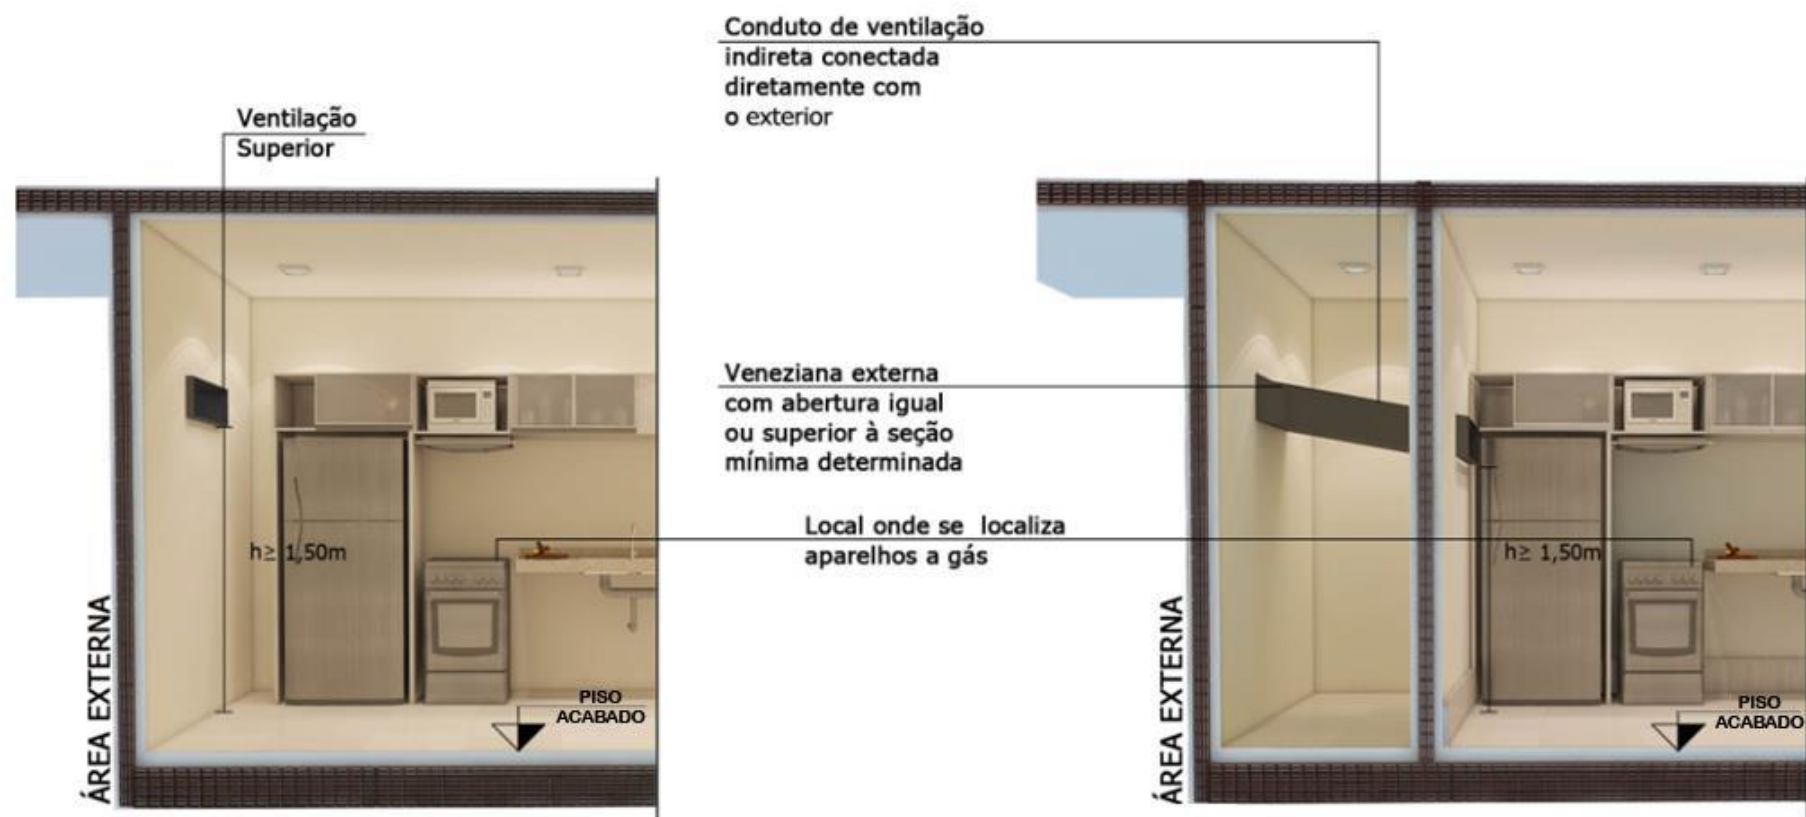 Conduto de ventilação
indireta conectada
diretamente com
o exterior
Ventilação
Superior
Veneziana externa
com abertura igual
ou superior à seção
mínima determinada
Local onde se localiza
aparelhos a gás
h≥ 1,50m
h≥ 1,50m
ÁREA EXTERNA
PISO
ACABADO
ÁREA EXTERNA
PISO
ACABADO